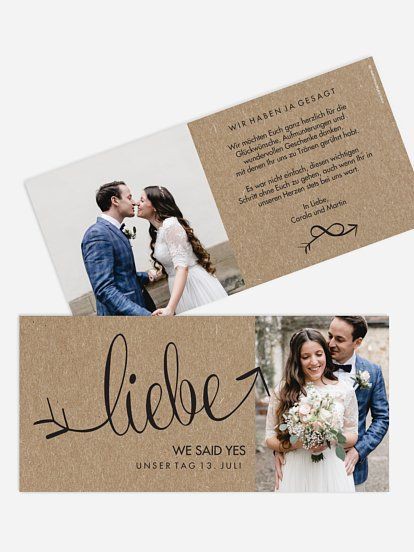 WIR HABEN JA GESAGT
Wir möchten Euch ganz herzlich für die
Glückwünsche, Aufmunterungen und
wundervollen Geschenke danken,
mit denen Ihr uns zu Tränen gerührt habt.
Es war nicht einfach, diesen wichtigen
Schritt ohne Euch zu gehen, auch wenn Ihr in
unseren Herzen stets bei uns wart.
In Liebe,
Carola und Martin
liebe
WE SAID YES
UNSER TAG 13. JULI